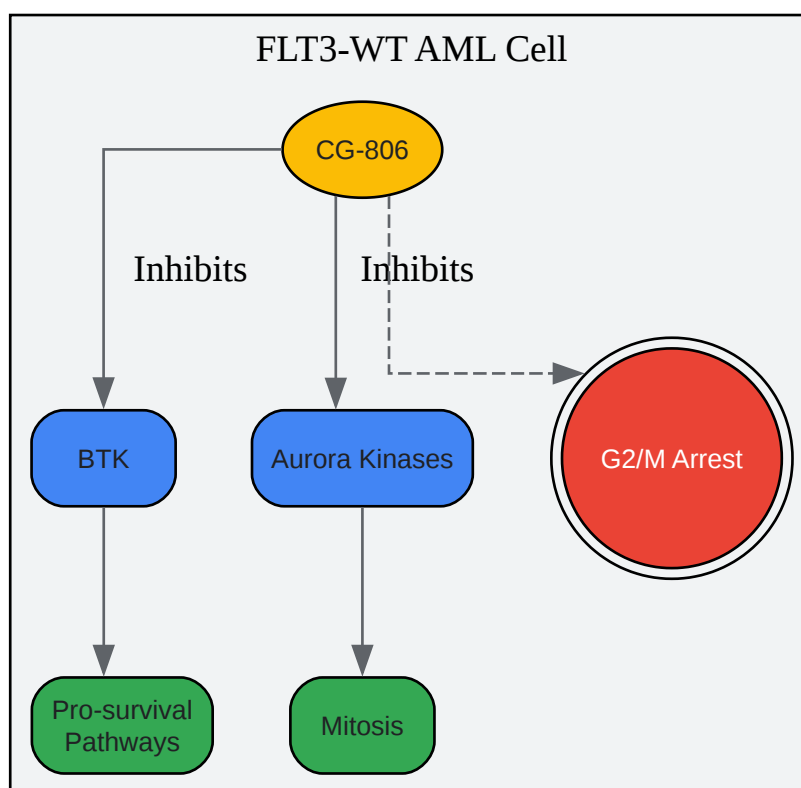 FLT3-WT AML Cell
CG-806
Inhibits
Inhibits
BTK
Aurora Kinases
G2/M Arrest
Pro-survival
Pathways
Mitosis